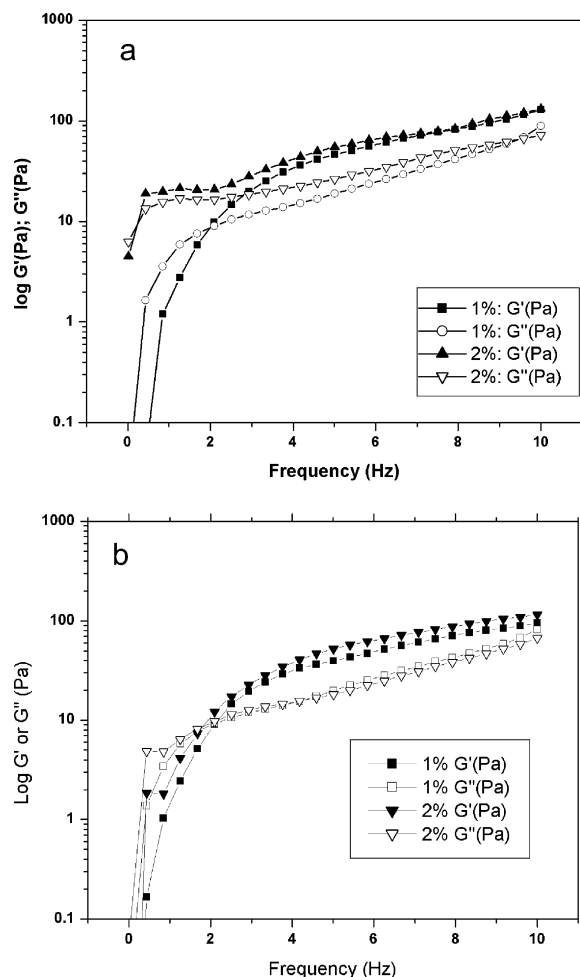 a
1000
100
10
1
0.1
log G'(Pa); G''(Pa)
1%: G'(Pa)
1%: G''(Pa)
2%: G'(Pa)
2%: G''(Pa)
0 2 4 6 8 10
Frequency (Hz)
b
1000
100
10
1
0.1
Log G' or G'' (Pa)
1% G'(Pa)
1% G''(Pa)
2% G'(Pa)
2% G''(Pa)
0 2 4 6 8 10
Frequency (Hz)